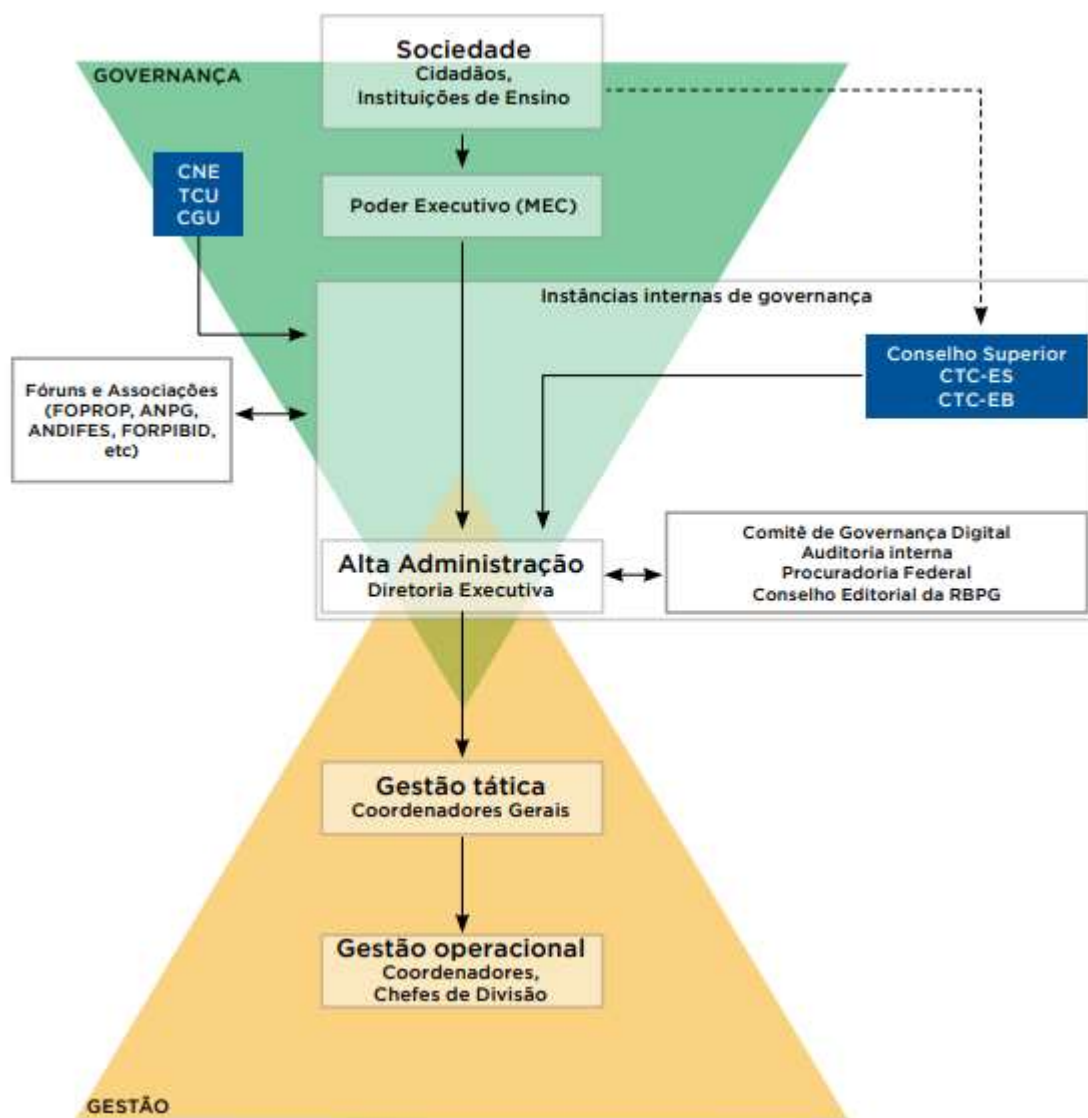 Sociedade
Cidadãos,
Instituições de Ensino
GOVERNANÇA
CNE
TCU
CGU
Poder Executivo (MEC)
Instâncias internas de governança
Conselho Superior
CTC-ES
CTC-EB
Fóruns e Associações
(FOPROP, ANPG,
ANDIFES, FORPIBID,
etc)
Alta Administração
Diretoria Executiva
Comitê de Governança Digital
Auditoria interna
Procuradoria Federal
Conselho Editorial da RBPG
Gestão tática
Coordenadores Gerais
Gestão operacional
Coordenadores,
Chefes de Divisão
GESTÃO